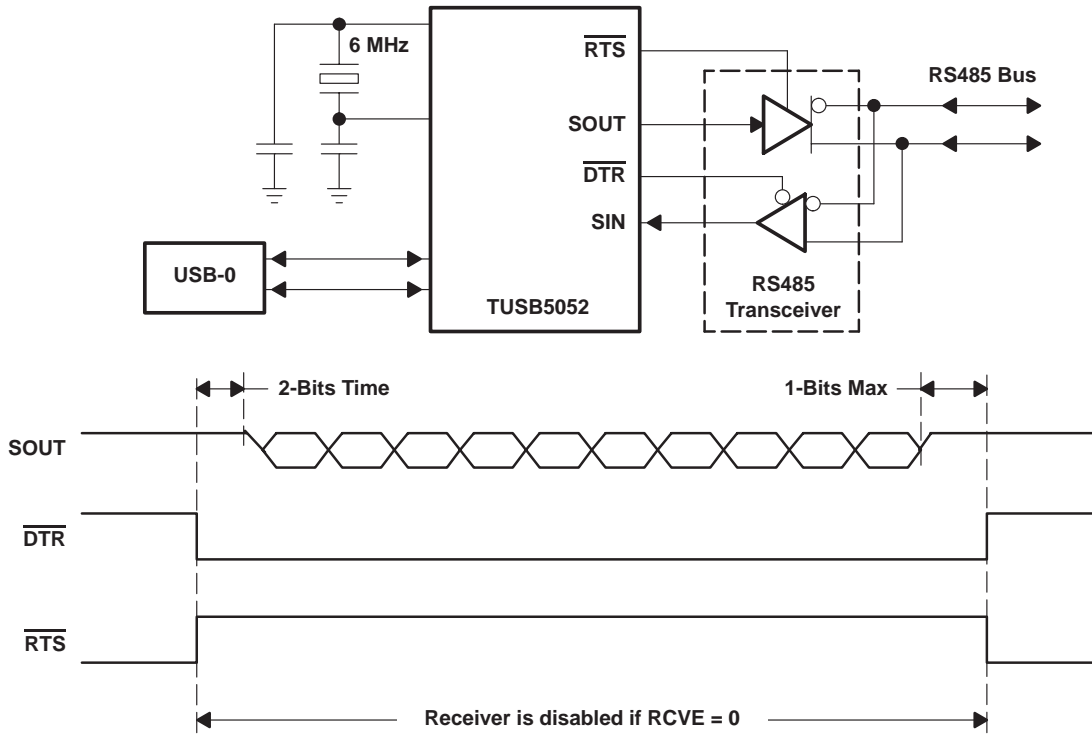 6 MHz
RTS
RS485 Bus
SOUT
DTR
SIN
USB-0
TUSB5052
RS485
Transceiver
2-Bits Time
1-Bits Max
SOUT
DTR
RTS
Receiver is disabled if RCVE = 0